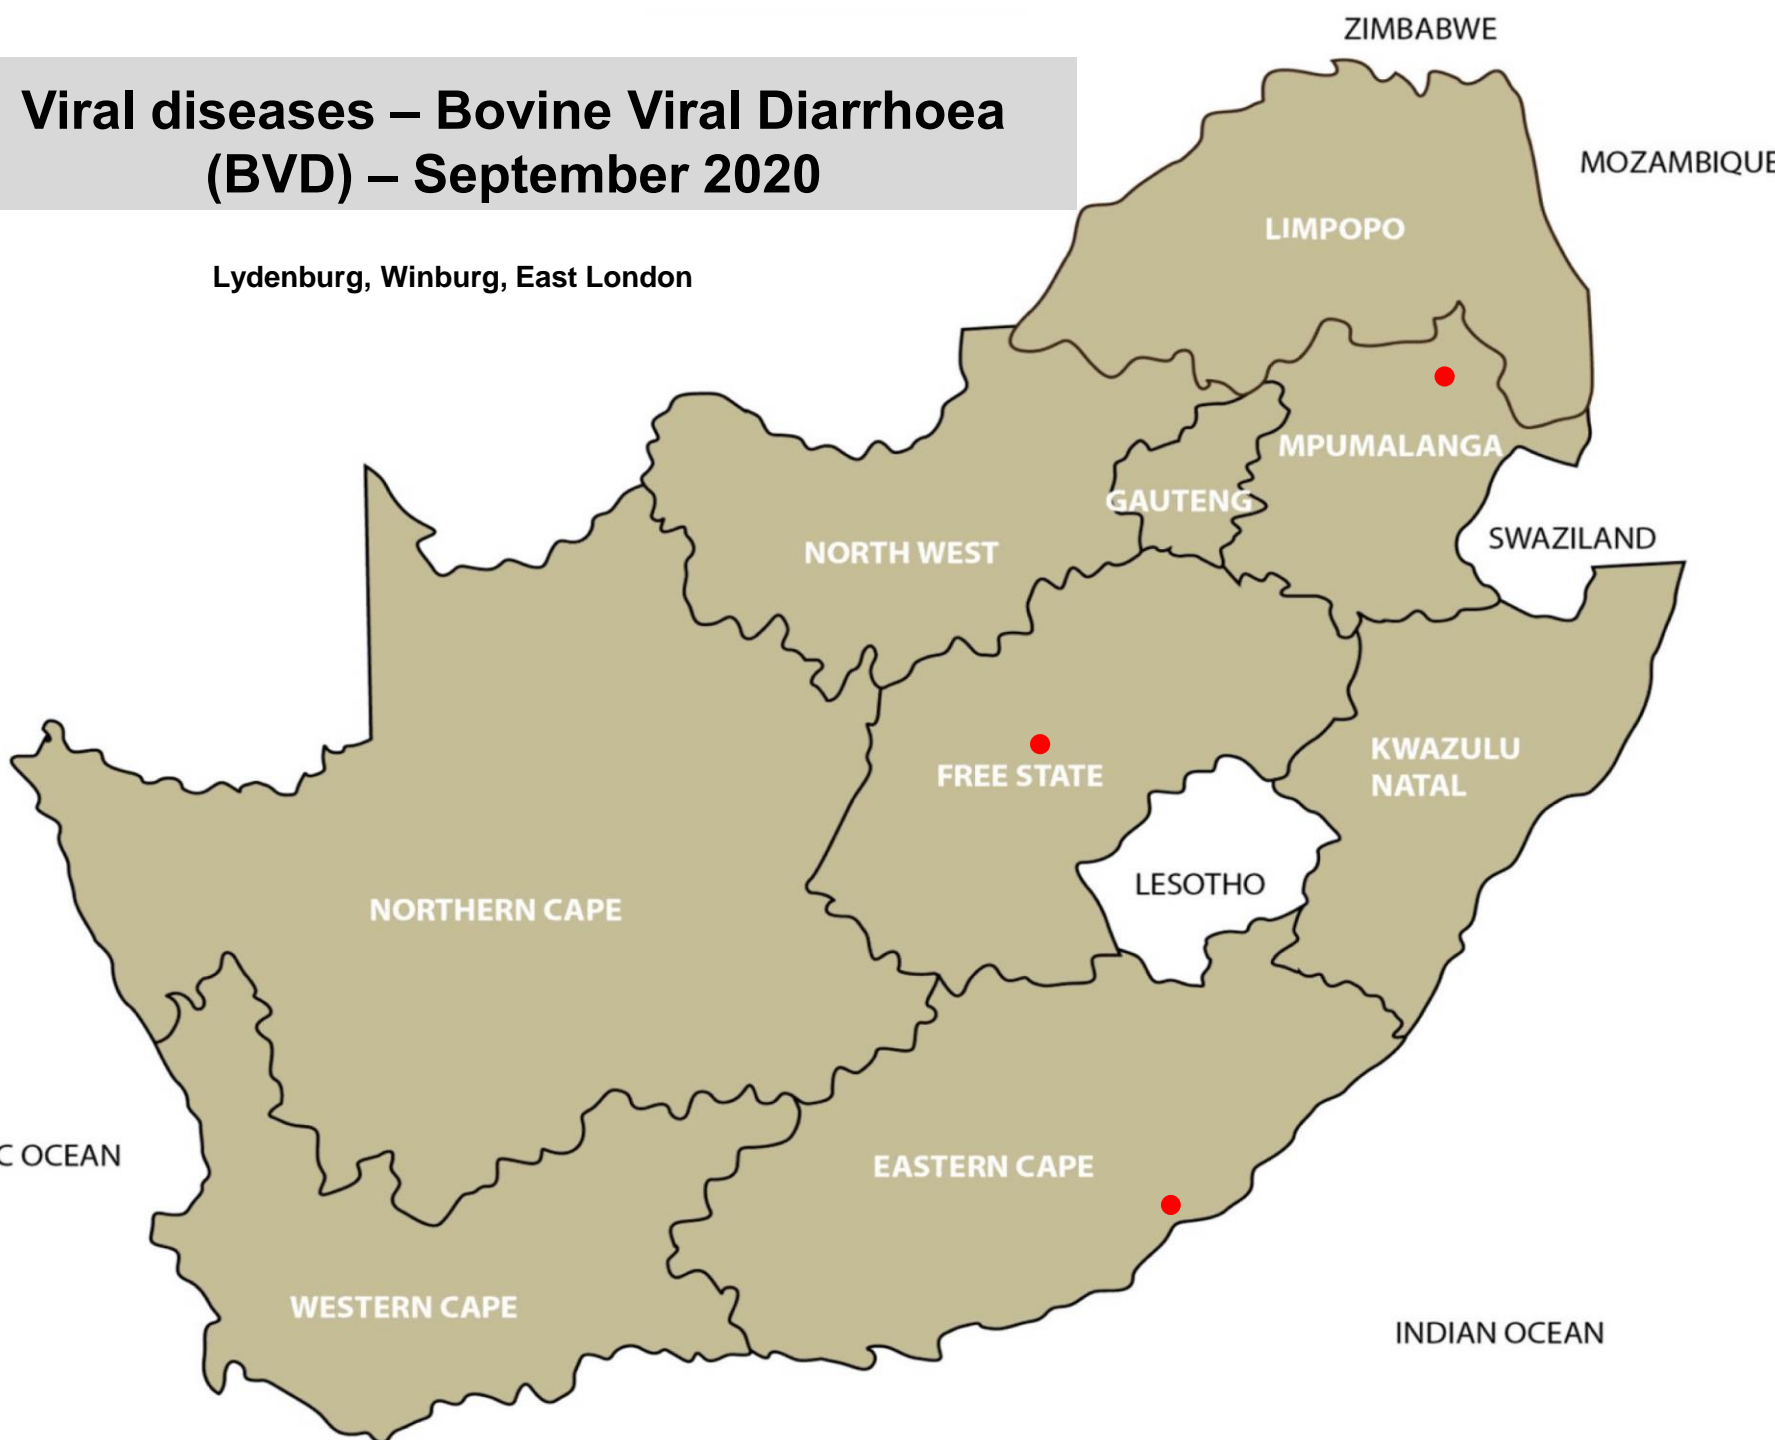 ZIMBABWE
Viral diseases – Bovine Viral Diarrhoea
(BVD) – September 2020
MOZAMBIQUE
LIMPOPO
Lydenburg, Winburg, East London
MPUMALANGA
GAUTENG
SWAZILAND
NORTH WEST
KWAZULU
NATAL
FREE STATE
LESOTHO
NORTHERN CAPE
C OCEAN
EASTERN CAPE
WESTERN CAPE
INDIAN OCEAN